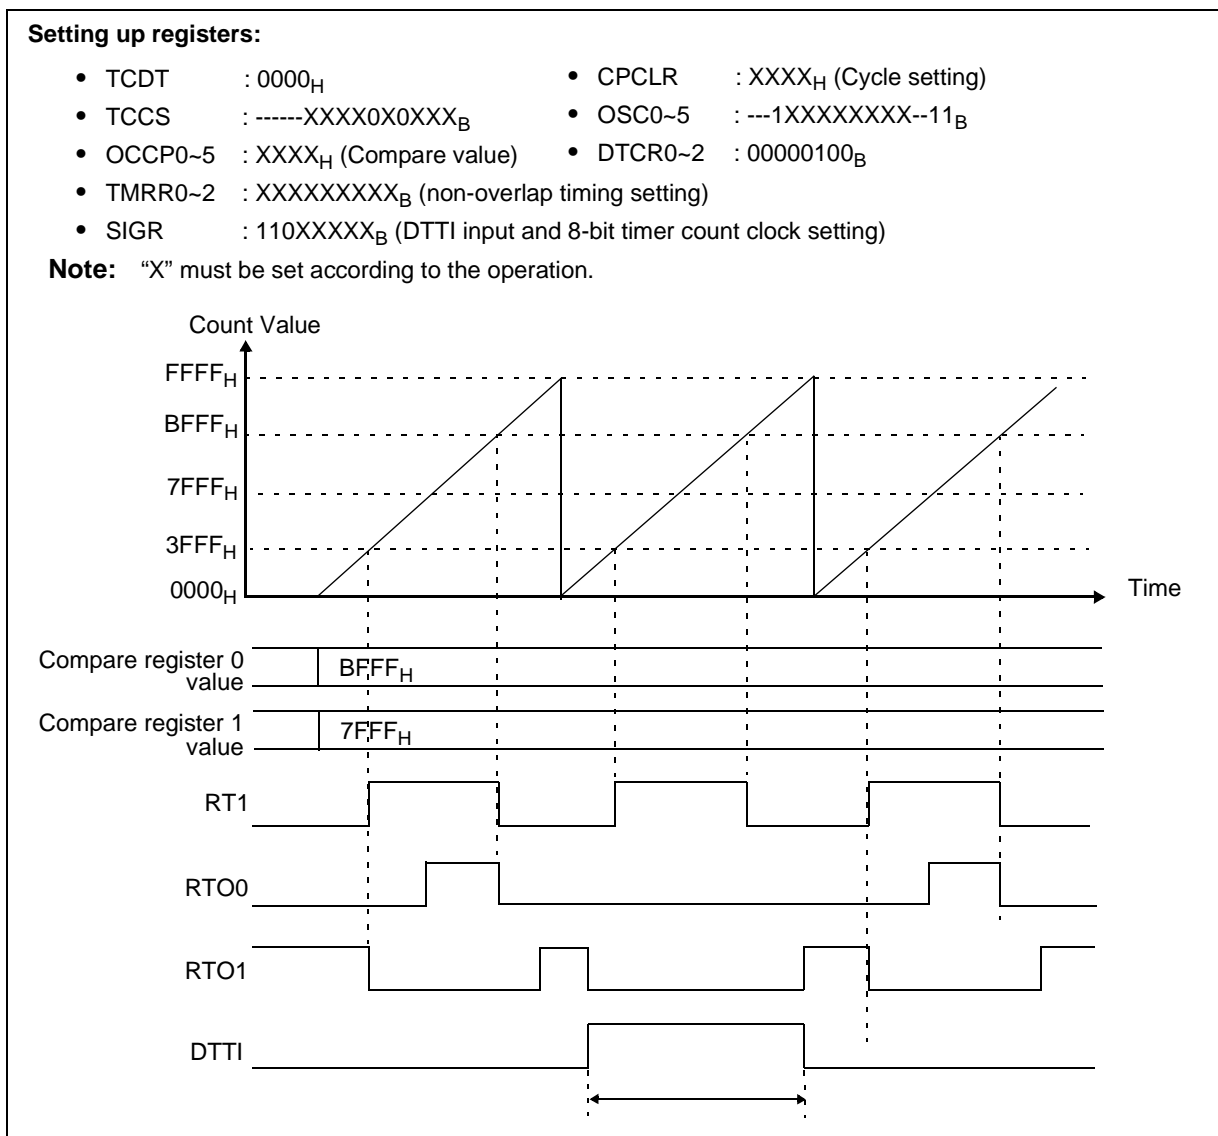 Setting up registers:
• TCDT : 0000H • CPCLR : XXXXH (Cycle setting)
• TCCS : ------XXXX0X0XXXB • OSC0~5 : ---1XXXXXXXX--11B
• OCCP0~5 : XXXXH (Compare value) • DTCR0~2 : 00000100B
• TMRR0~2 : XXXXXXXXXB (non-overlap timing setting)
• SIGR : 110XXXXXB (DTTI input and 8-bit timer count clock setting)
Note: “X” must be set according to the operation.
Count Value
FFFFH
BFFFH
7FFFH
3FFFH
0000H
Time
Compare register 0
value
BFFFH
Compare register 1
value
7FFFH
RT1
RTO0
RTO1
DTTI